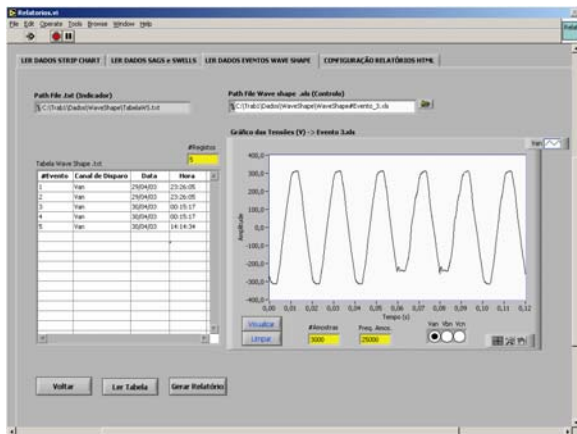 Relatorios.vi
File Edit Operate Tools Browse Window Help
LER DADOS STRIP CHART LER DADOS SAGS e SWELLS LER DADOS EVENTOS WAVE SHAPE CONFIGURAÇÃO RELATÓRIOS HTML
Path File .txt (Indicador)
C:\Trab1\Dados\WaveShape\TabelaWS.txt
Path File Wave shape .xls (Controlo)
C:\Trab1\Dados\WaveShape\WaveShape#Evento_3.xls
#Registos
5
Tabela Wave Shape .txt
#Evento Canal de Disparo Data Hora
1 Van 29/04/03 23:26:05
2 Van 29/04/03 23:26:05
3 Van 30/04/03 00:15:17
4 Van 30/04/03 00:15:17
5 Van 30/04/03 14:14:34
Gráfico das Tensões (V) -> Evento 3.xls
Van
400,0
300,0
200,0
100,0
0,0
-100,0
-200,0
-300,0
-400,0
Amplitude
0,00 0,01 0,02 0,03 0,04 0,05 0,06 0,07 0,08 0,09 0,10 0,11 0,12
Tempo (s)
Visualizar
Limpar
#Amostras
3000
Freq. Amos.
25000
Van Vbn Vcn
Voltar Ler Tabela Gerar Relatório